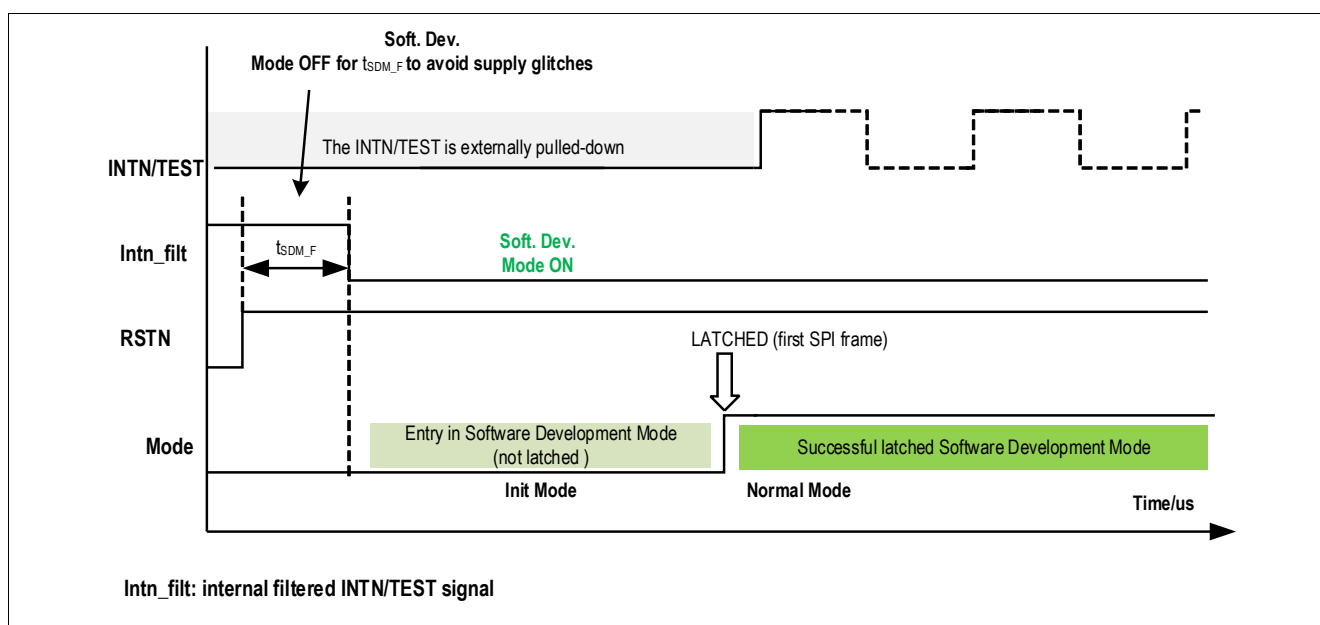 Soft. Dev.
Mode OFF for tSDM_F to avoid supply glitches
The INTN/TEST is externally pulled-down
INTN/TEST
Intn_filt
tSDM_F
Soft. Dev.
Mode ON
RSTN
LATCHED (first SPI frame)
Mode
Entry in Software Development Mode
(not latched )
Successful latched Software Development Mode
Init Mode
Normal Mode
Time/us
Intn_filt: internal filtered INTN/TEST signal